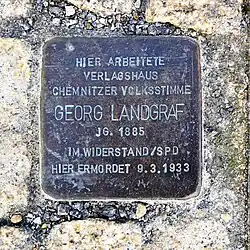 HIER ARBEITETE
VERLAGSHAUS
CHEMNITZER VOLKSSTIMME
GEORG LANDGRAF
JG. 1885
IM WIDERSTAND/SPD
HIER ERMORDET 9.3.1933